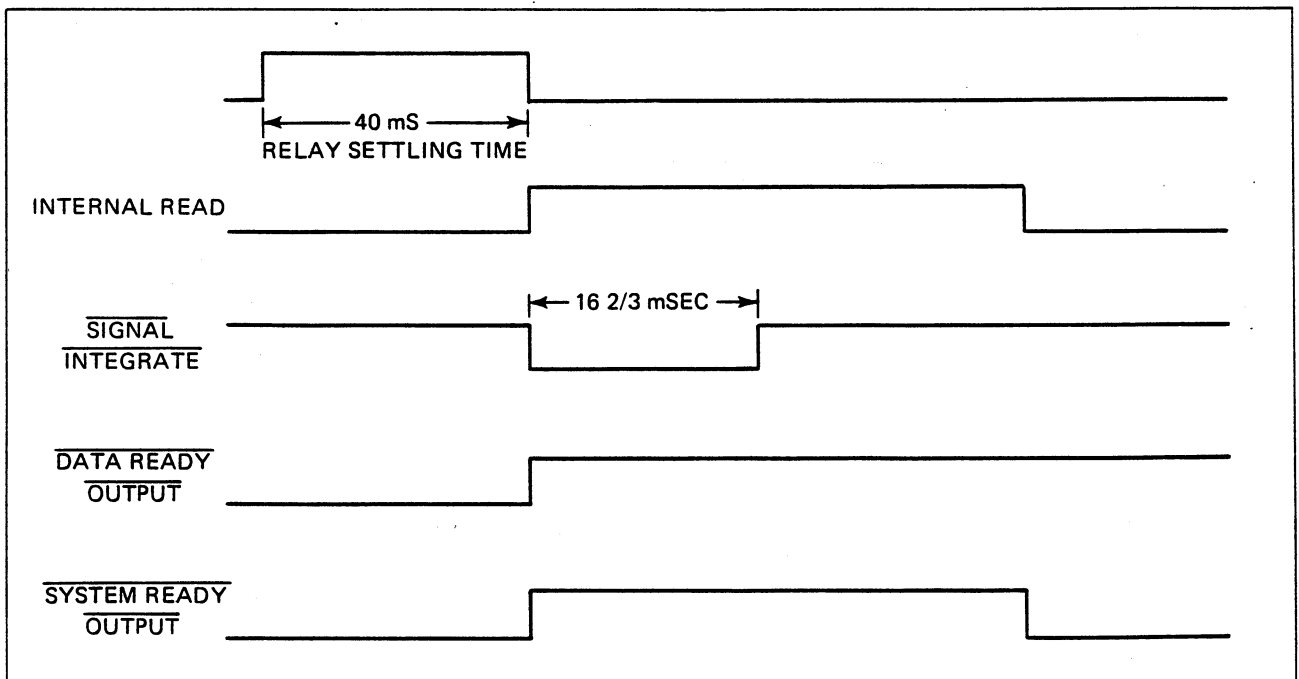 40 mS
RELAY SETTLING TIME
INTERNAL READ
16 2/3 mSEC
SIGNAL
INTEGRATE
DATA READY
OUTPUT
SYSTEM READY
OUTPUT